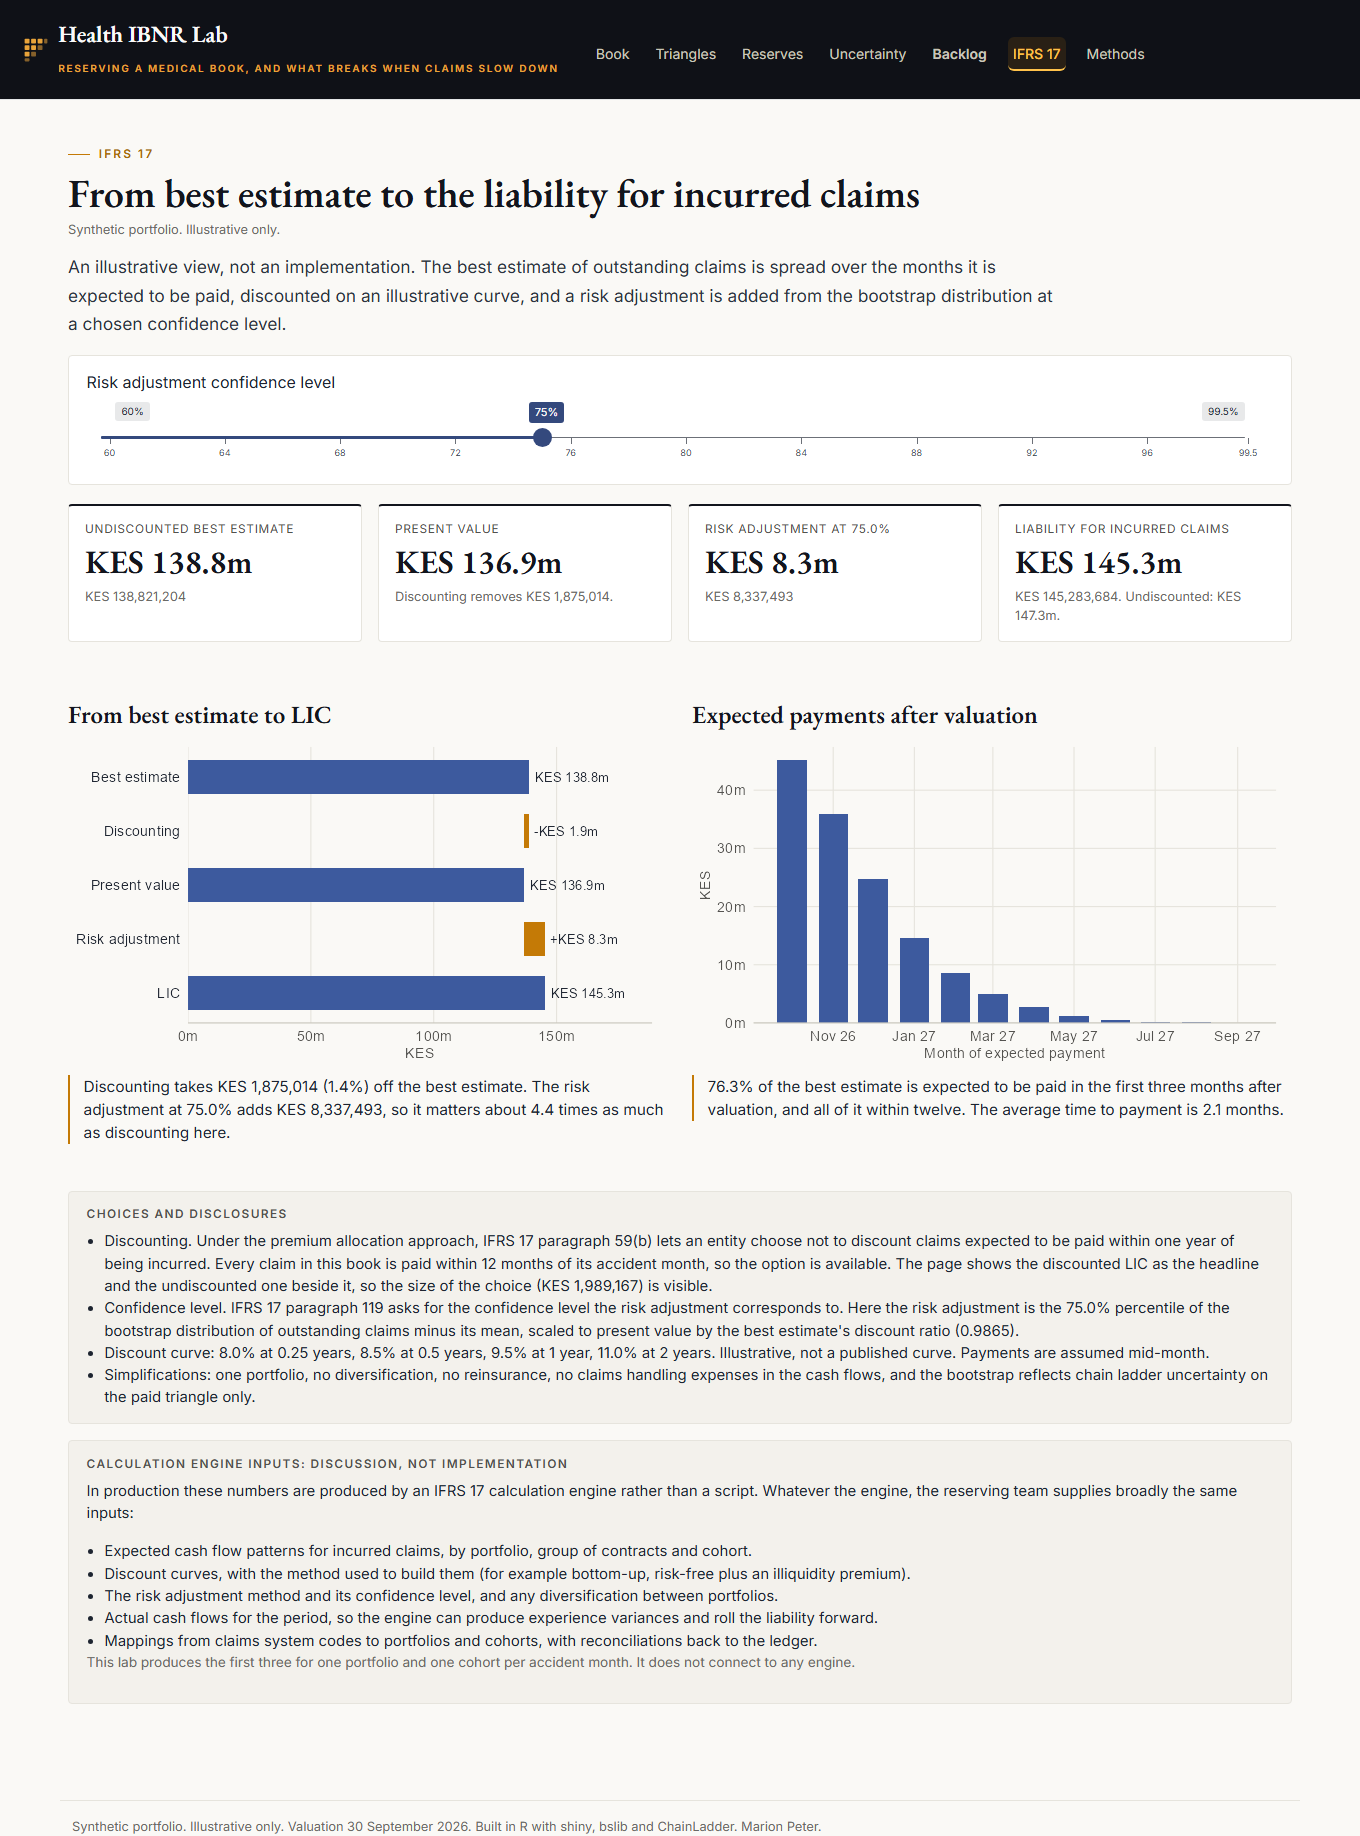 Health IBNR Lab
RESERVING A MEDICAL BOOK, AND WHAT BREAKS WHEN CLAIMS SLOW DOWN
Book
Triangles
Reserves
Uncertainty
Backlog
IFRS 17
Methods
IFRS 17
From best estimate to the liability for incurred claims
Synthetic portfolio. Illustrative only.
An illustrative view, not an implementation. The best estimate of outstanding claims is spread over the months it is
expected to be paid, discounted on an illustrative curve, and a risk adjustment is added from the bootstrap distribution at
a chosen confidence level.
Risk adjustment confidence level
60%
75%
99.5%
60
64
68
72
76
80
84
88
92
96
99.5
UNDISCOUNTED BEST ESTIMATE
KES 138.8m
KES 138,821,204
PRESENT VALUE
KES 136.9m
Discounting removes KES 1,875,014.
RISK ADJUSTMENT AT 75.0%
KES 8.3m
KES 8,337,493
LIABILITY FOR INCURRED CLAIMS
KES 145.3m
KES 145,283,684. Undiscounted: KES
147.3m.
From best estimate to LIC
Best estimate
KES 138.8m
Discounting
-KES 1.9m
Present value
KES 136.9m
Risk adjustment
+KES 8.3m
LIC
KES 145.3m
0m
50m
100m
150m
KES
Discounting takes KES 1,875,014 (1.4%) off the best estimate. The risk
adjustment at 75.0% adds KES 8,337,493, so it matters about 4.4 times as much
as discounting here.
Expected payments after valuation
KES
40m
30m
20m
10m
0m
Nov 26
Jan 27
Mar 27
May 27
Jul 27
Sep 27
Month of expected payment
76.3% of the best estimate is expected to be paid in the first three months after
valuation, and all of it within twelve. The average time to payment is 2.1 months.
CHOICES AND DISCLOSURES
• Discounting. Under the premium allocation approach, IFRS 17 paragraph 59(b) lets an entity choose not to discount claims expected to be paid within one year of
being incurred. Every claim in this book is paid within 12 months of its accident month, so the option is available. The page shows the discounted LIC as the headline
and the undiscounted one beside it, so the size of the choice (KES 1,989,167) is visible.
• Confidence level. IFRS 17 paragraph 119 asks for the confidence level the risk adjustment corresponds to. Here the risk adjustment is the 75.0% percentile of the
bootstrap distribution of outstanding claims minus its mean, scaled to present value by the best estimate's discount ratio (0.9865).
• Discount curve: 8.0% at 0.25 years, 8.5% at 0.5 years, 9.5% at 1 year, 11.0% at 2 years. Illustrative, not a published curve. Payments are assumed mid-month.
• Simplifications: one portfolio, no diversification, no reinsurance, no claims handling expenses in the cash flows, and the bootstrap reflects chain ladder uncertainty on
the paid triangle only.
CALCULATION ENGINE INPUTS: DISCUSSION, NOT IMPLEMENTATION
In production these numbers are produced by an IFRS 17 calculation engine rather than a script. Whatever the engine, the reserving team supplies broadly the same
inputs:
• Expected cash flow patterns for incurred claims, by portfolio, group of contracts and cohort.
• Discount curves, with the method used to build them (for example bottom-up, risk-free plus an illiquidity premium).
• The risk adjustment method and its confidence level, and any diversification between portfolios.
• Actual cash flows for the period, so the engine can produce experience variances and roll the liability forward.
• Mappings from claims system codes to portfolios and cohorts, with reconciliations back to the ledger.
This lab produces the first three for one portfolio and one cohort per accident month. It does not connect to any engine.
Synthetic portfolio. Illustrative only. Valuation 30 September 2026. Built in R with shiny, bslib and ChainLadder. Marion Peter.